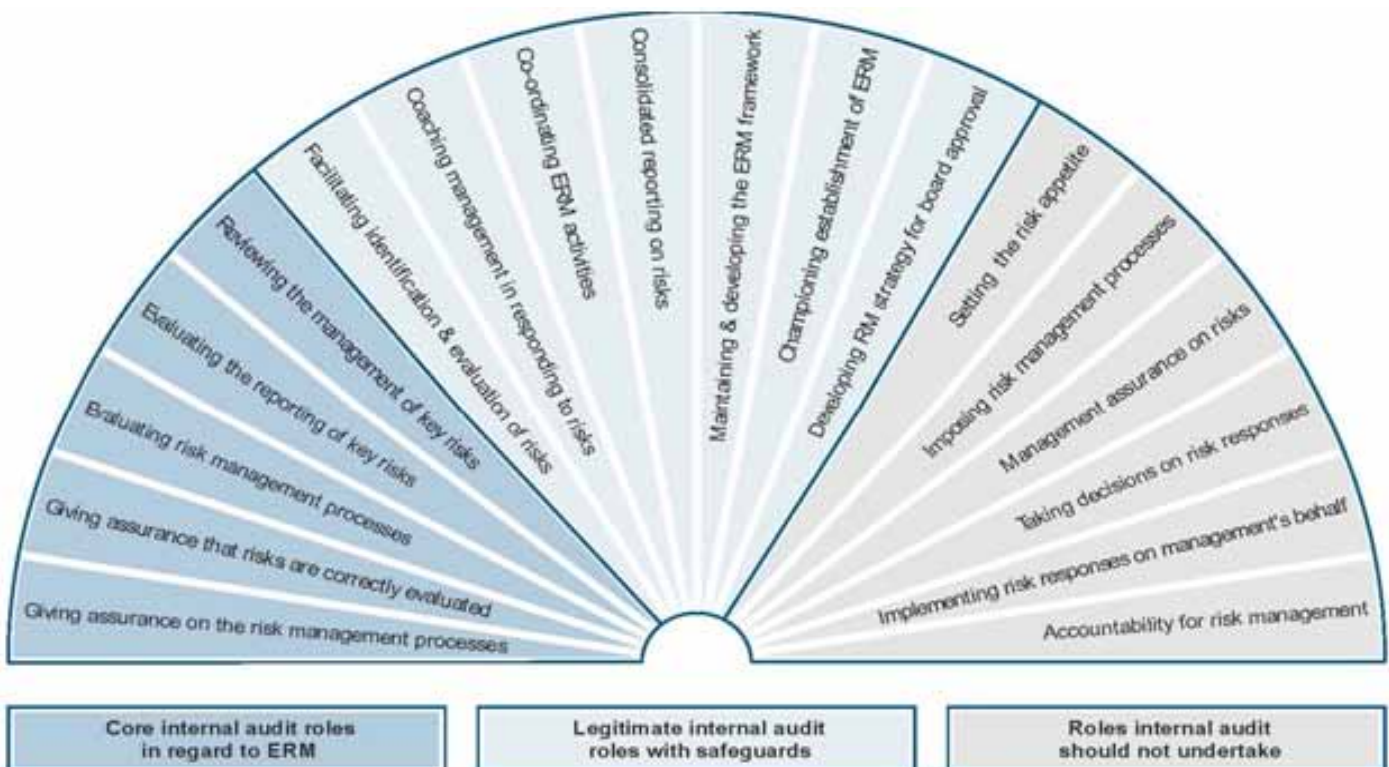 Giving assurance on the risk management processes
Giving assurance that risks are correctly evaluated
Evaluating risk management processes
Evaluating the reporting of key risks
Reviewing the management of key risks
Facilitating identification & evaluation of risks
Coaching management in responding to risks
Co-ordinating ERM activities
Consolidated reporting on risks
Maintaining & developing the ERM framework
Championing establishment of ERM
Developing RM strategy for board approval
Setting the risk appetite
Imposing risk management processes
Management assurance on risks
Taking decisions on risk responses
Implementing risk responses on management's behalf
Accountability for risk management
Core internal audit roles
in regard to ERM
Legitimate internal audit
roles with safeguards
Roles internal audit
should not undertake